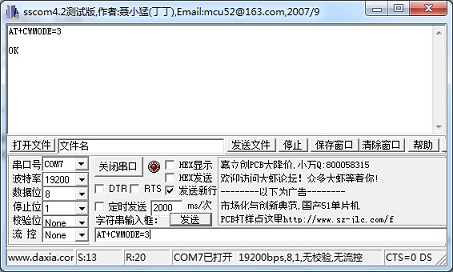 sscom4.2测试版,作者:聂小猛(丁丁),Email:mcu52@163.com,2007/9
AT+CWMODE=3
OK
打开文件 文件名 发送文件 停止 保存窗口 清除窗口 帮助
串口号 COM7 关闭串口 HEX显示 嘉立创PCB大降价,小万Q:800058315
波特率 19200 HEX发送 欢迎访问大虾论坛!众多大虾等着你!
数据位 8 DTR RTS 发送新行 --------以下为广告--------
停止位 1 定时发送 2000 ms/次 市场化与创新典范,国产51单片机
校验位 None 字符串输入框: 发送 PCB打样点这里http://www.sz-jlc.com/f
流 控 None AT+CWMODE=3
www.daxia.cor S:13 R:20 COM7已打开 19200bps,8,1,无校验,无流控 CTS=0 DS